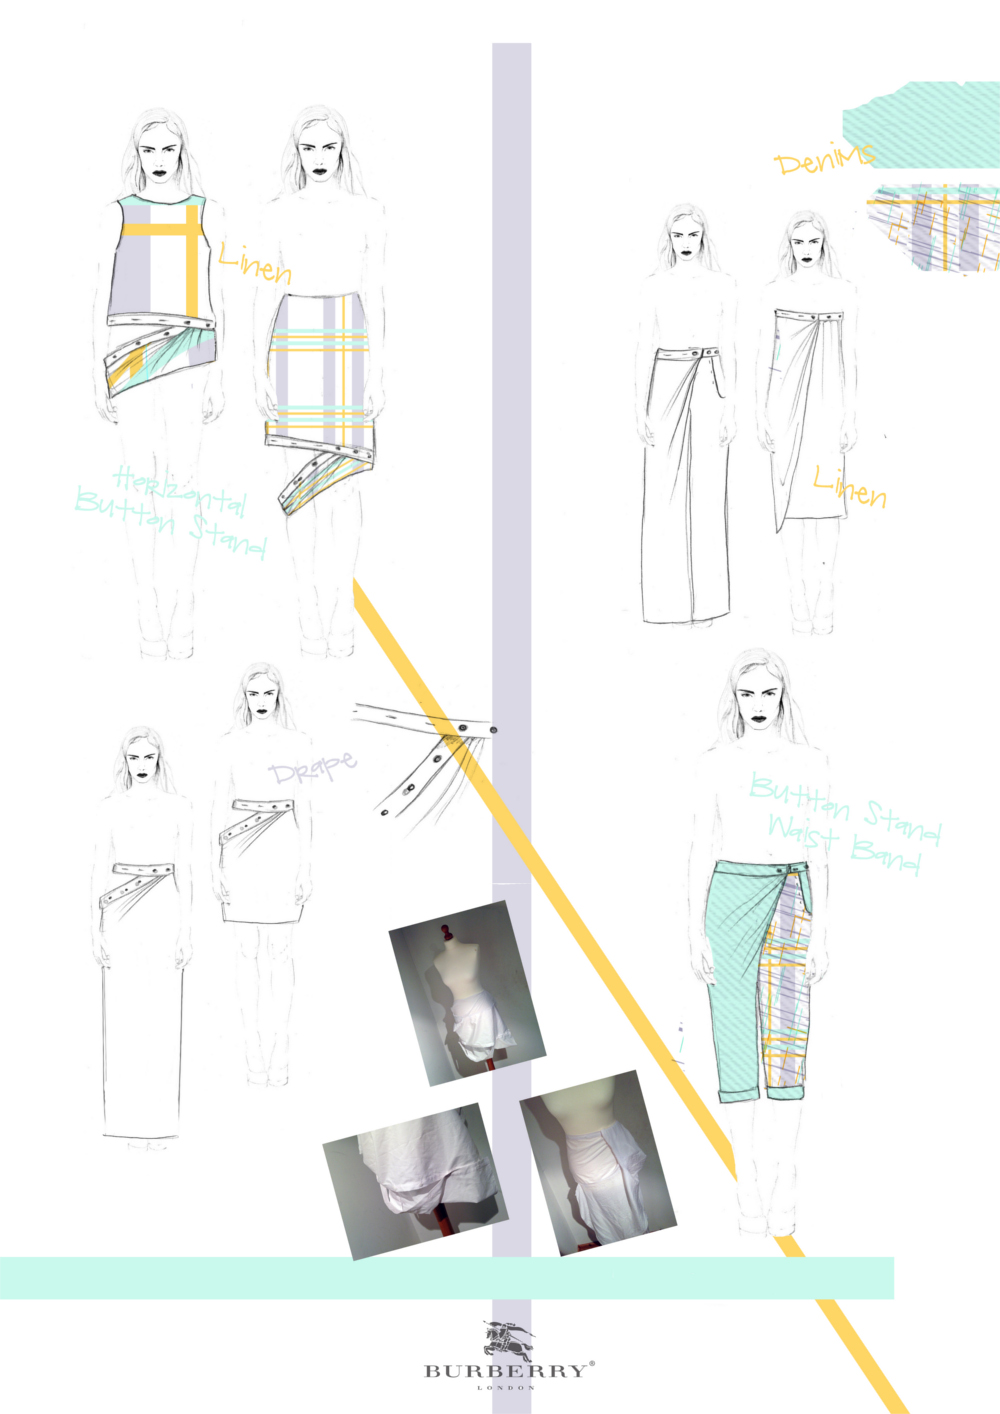 Denims
Linen
Horizontal
Button Stand
Linen
Drape
Button Stand
Waist Band
BURBERRY®
LONDON